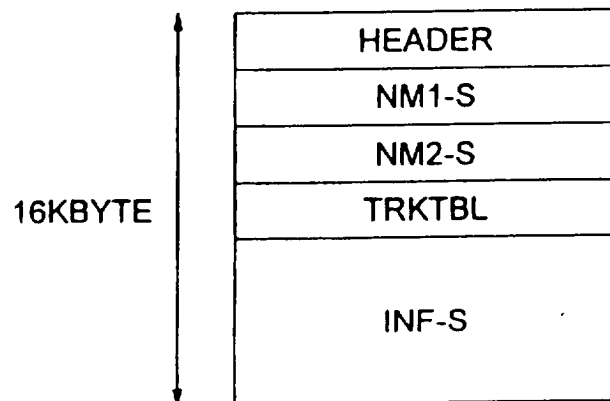 HEADER
NM1-S
NM2-S
16KBYTE
TRKTBL
INF-S